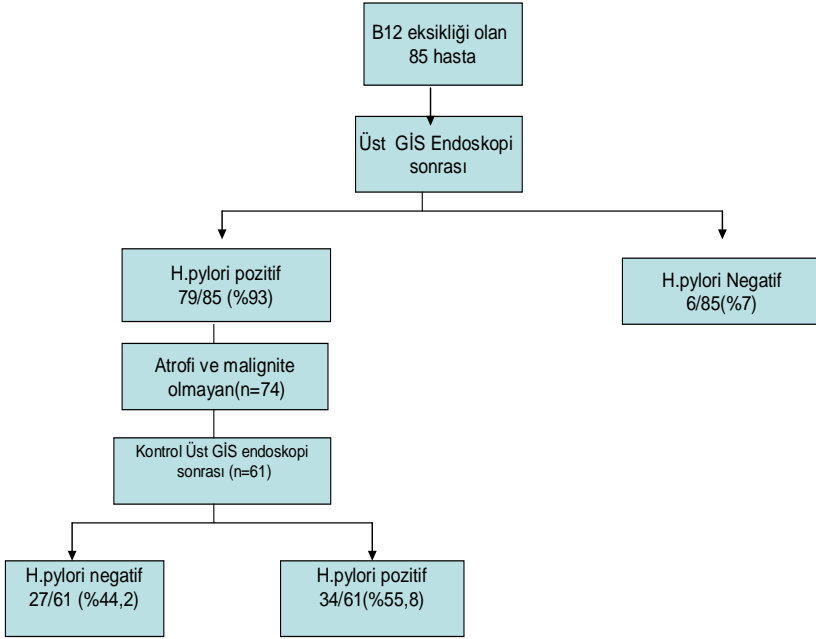 B12 eksikliği olan
85 hasta
Üst GİS Endoskopi
sonrası
H.pylori pozitif
79/85 (%93)
H.pylori Negatif
6/85(%7)
Atrofi ve malignite
olmayan(n=74)
Kontrol Üst GİS endoskopi
sonrası (n=61)
H.pylori negatif
27/61 (%44,2)
H.pylori pozitif
34/61(%55,8)